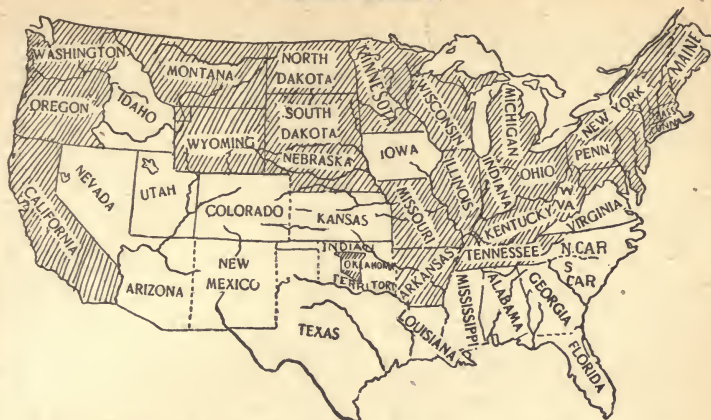 WASHINGTON
MONTANA
NORTH
DAKOTA
MINNESOTA
WISCONSIN
MICHIGAN
NEW YORK
MAINE
OREGON
IDAHO
WYOMING
SOUTH
DAKOTA
NEBRASKA
IOWA
ILLINOIS
INDIANA
OHIO
PENN
CONN
NEVADA
UTAH
COLORADO
KANSAS
MISSOURI
KENTUCKY
W
VA
VIRGINIA
CALIFORNIA
ARIZONA
NEW
MEXICO
INDIAN
OKLAHOMA
TERRITORY
ARKANSAS
TENNESSEE
N.CAR
S
CAR
TEXAS
LOUISIANA
MISSISSIPPI
ALABAMA
GEORGIA
FLORIDA